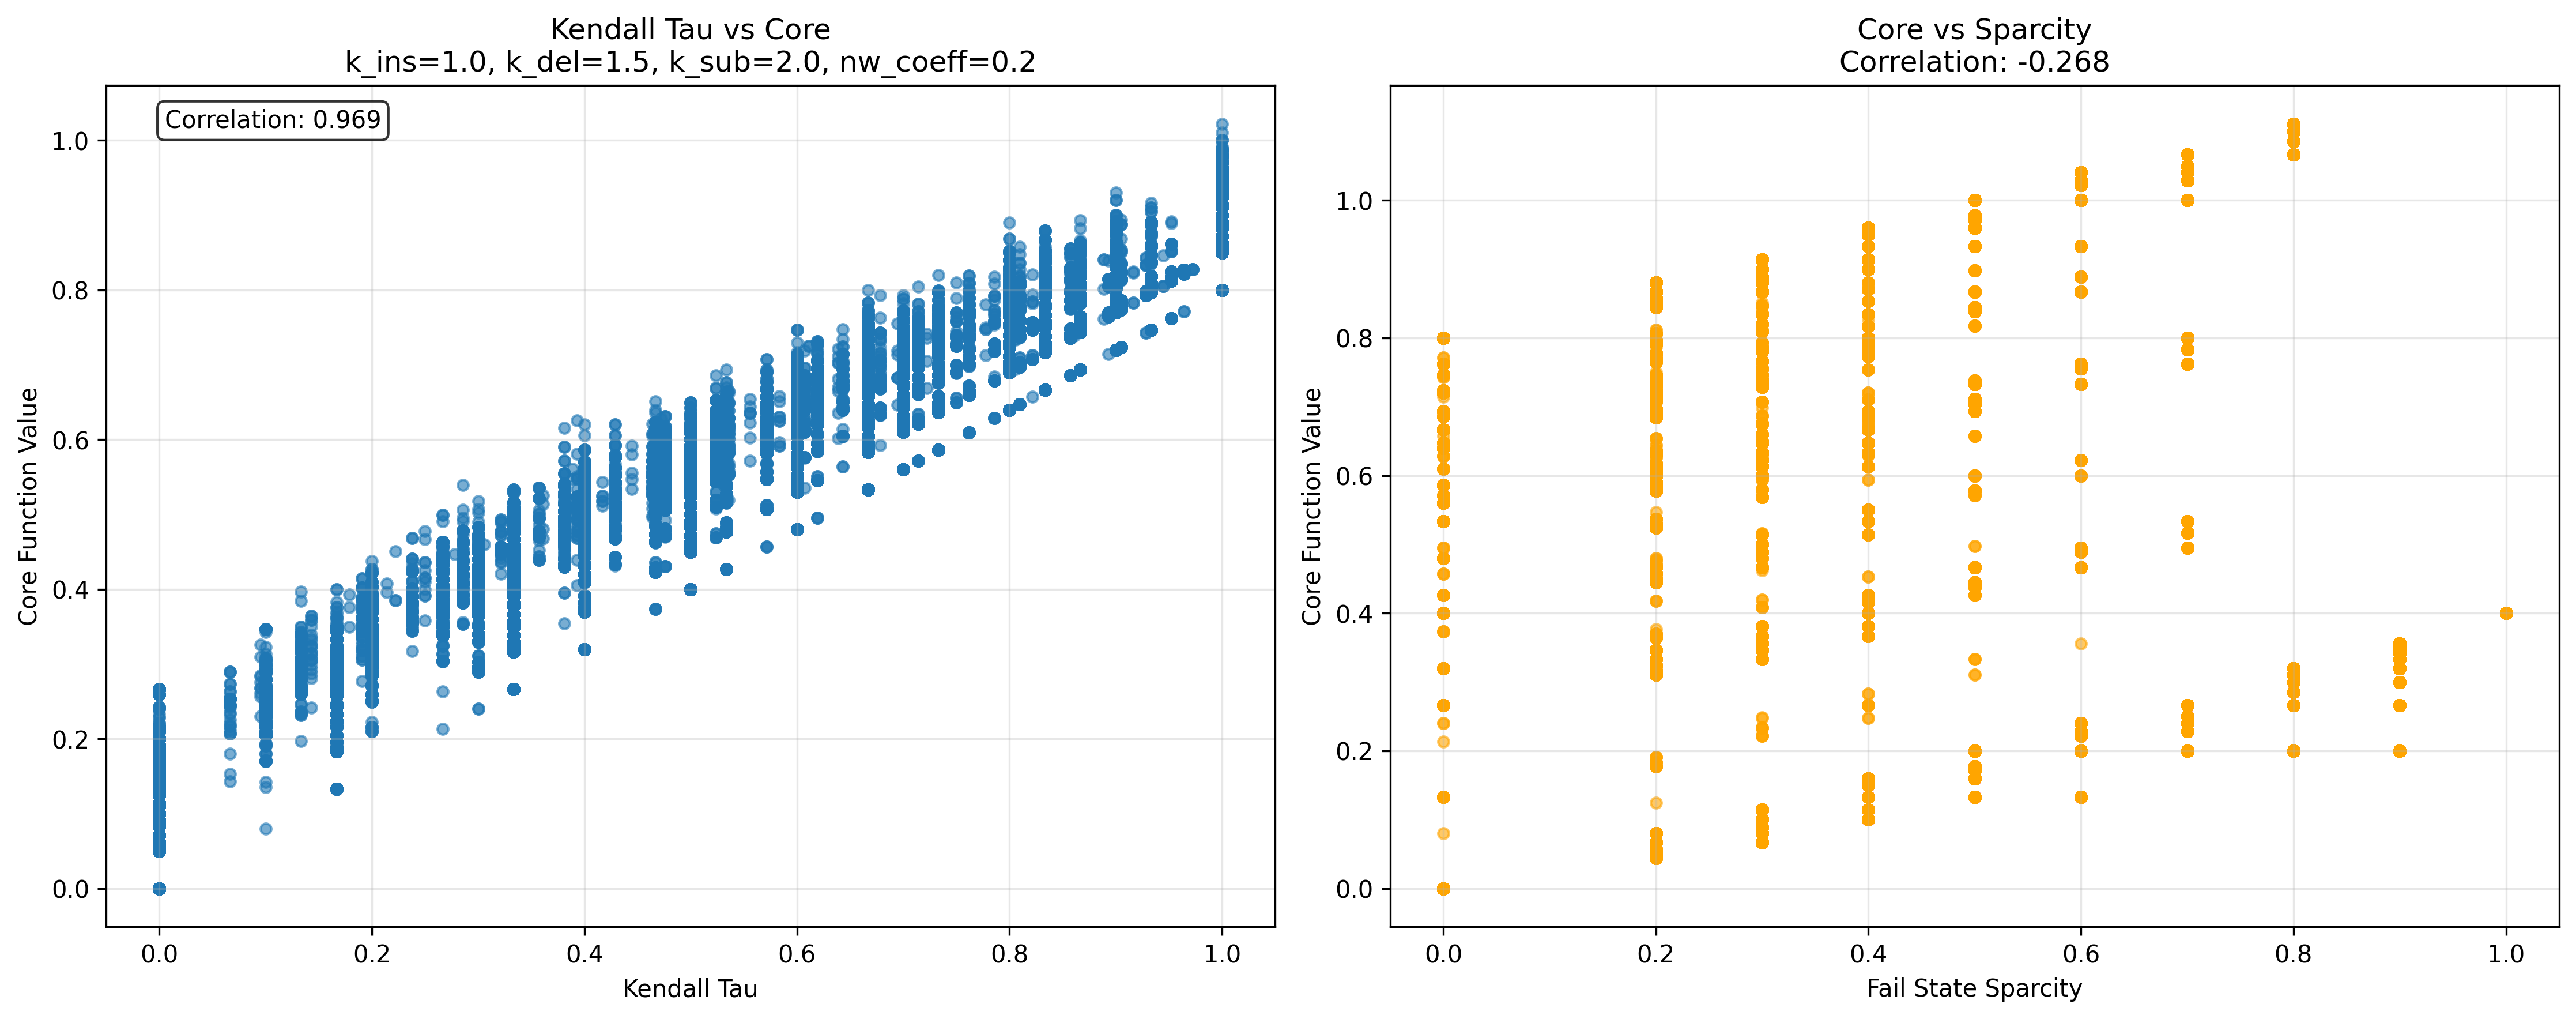 Kendall Tau vs Core
k_ins=1.0, k_del=1.5, k_sub=2.0, nw_coeff=0.2
Correlation: 0.969
Core Function Value
1.0
0.8
0.6
0.4
0.2
0.0
0.0 0.2 0.4 0.6 0.8 1.0
Kendall Tau
Core vs Sparcity
Correlation: -0.268
Core Function Value
1.0
0.8
0.6
0.4
0.2
0.0
0.0 0.2 0.4 0.6 0.8 1.0
Fail State Sparcity